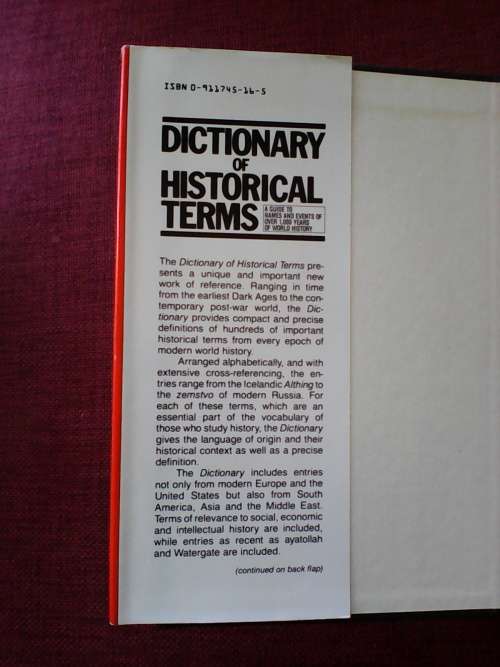 ISBN 0-911745-16-5
DICTIONARY
OF
HISTORICAL
TERMS
A GUIDE TO
NAMES AND EVENTS OF
OVER 1,000 YEARS
OF WORLD HISTORY
The Dictionary of Historical Terms pre-
sents a unique and important new
work of reference. Ranging in time
from the earliest Dark Ages to the con-
temporary post-war world, the Dic-
tionary provides compact and precise
definitions of hundreds of important
historical terms from every epoch of
modern world history.
Arranged alphabetically, and with
extensive cross-referencing, the en-
tries range from the Icelandic Althing to
the zemstvo of modern Russia. For
each of these terms, which are an
essential part of the vocabulary of
those who study history, the Dictionary
gives the language of origin and their
historical context as well as a precise
definition.
The Dictionary includes entries
not only from modern Europe and the
United States but also from South
America, Asia and the Middle East.
Terms of relevance to social, economic
and intellectual history are included,
while entries as recent as ayatollah
and Watergate are included.
(continued on back flap)